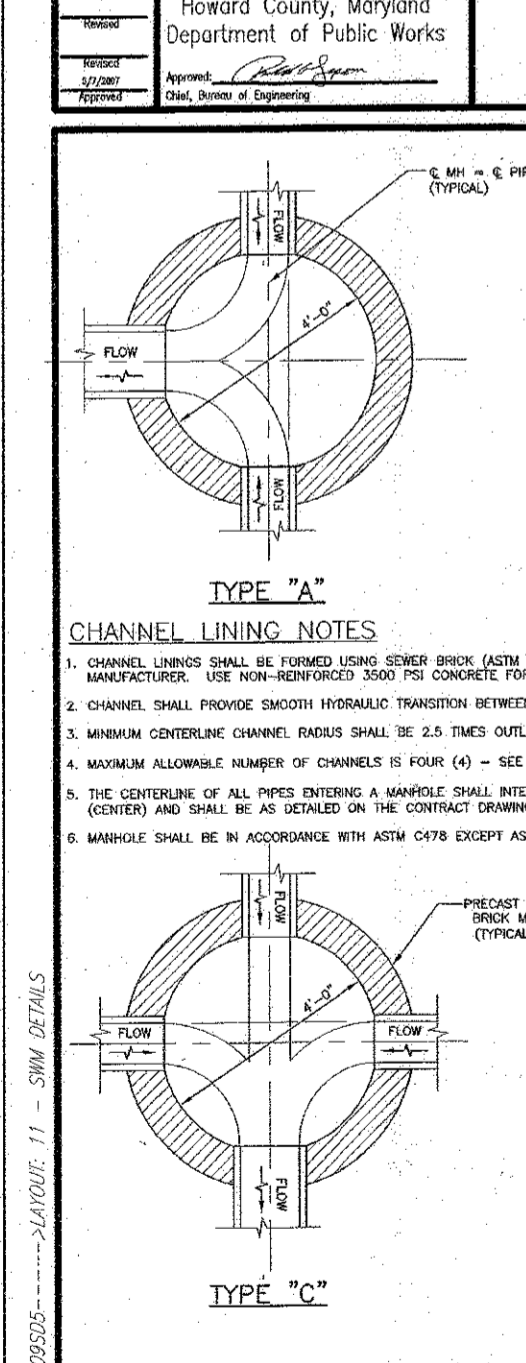 Howard County, Maryland
Revised
Department of Public Works
Revised
5/7/2007
Approved:
Approved
Chief, Bureau of Engineering
℄ MH = ℄ PIP
(TYPICAL)
FLOW
4'-0"
FLOW
FLOW
TYPE "A"
CHANNEL LINING NOTES
1. CHANNEL LININGS SHALL BE FORMED USING SEWER BRICK (ASTM
MANUFACTURER. USE NON-REINFORCED 3500 PSI CONCRETE FOR
2. CHANNEL SHALL PROVIDE SMOOTH HYDRAULIC TRANSITION BETWEEN
3. MINIMUM CENTERLINE CHANNEL RADIUS SHALL BE 2.5 TIMES OUTL
4. MAXIMUM ALLOWABLE NUMBER OF CHANNELS IS FOUR (4) - SEE
5. THE CENTERLINE OF ALL PIPES ENTERING A MANHOLE SHALL INTE
(CENTER) AND SHALL BE AS DETAILED ON THE CONTRACT DRAWING
6. MANHOLE SHALL BE IN ACCORDANCE WITH ASTM C478 EXCEPT AS
FLOW
PRECAST
BRICK M
(TYPICAL
4'-0"
FLOW
FLOW
FLOW
TYPE "C"
09SD5------->LAYOUT: 11 - SWM DETAILS